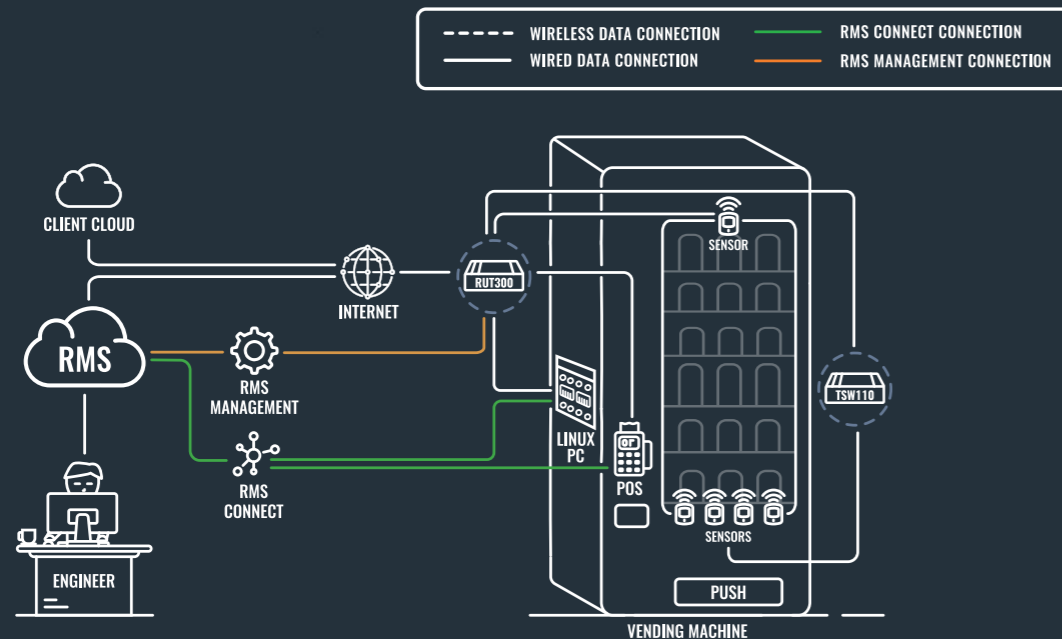 WIRELESS DATA CONNECTION
WIRED DATA CONNECTION
RMS CONNECT CONNECTION
RMS MANAGEMENT CONNECTION
CLIENT CLOUD
INTERNET
RUT300
SENSOR
RMS
RMS
MANAGEMENT
TSW110
LINUX
PC
RMS
CONNECT
POS
SENSORS
ENGINEER
PUSH
VENDING MACHINE